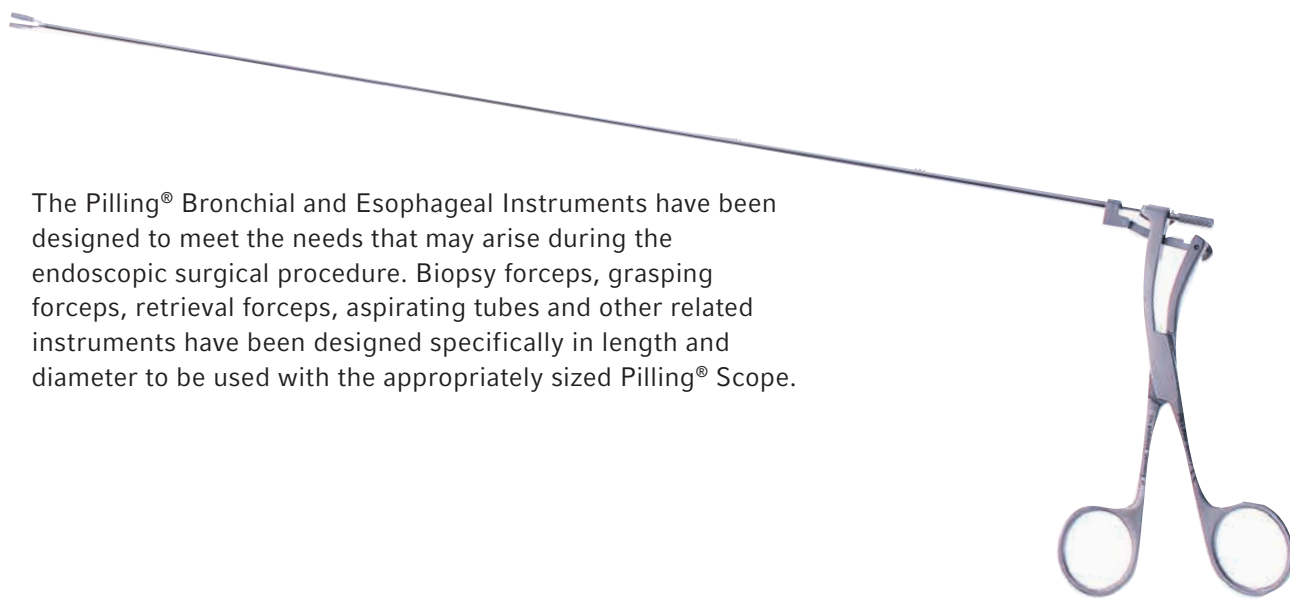 The Pilling® Bronchial and Esophageal Instruments have been
designed to meet the needs that may arise during the
endoscopic surgical procedure. Biopsy forceps, grasping
forceps, retrieval forceps, aspirating tubes and other related
instruments have been designed specifically in length and
diameter to be used with the appropriately sized Pilling® Scope.